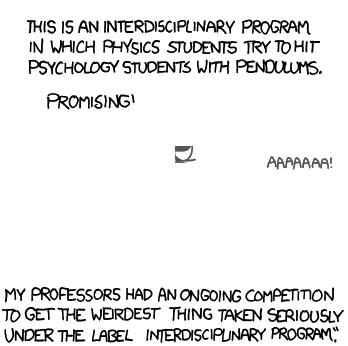 THIS IS AN INTERDISCIPLINARY PROGRAM
IN WHICH PHYSICS STUDENTS TRY TO HIT
PSYCHOLOGY STUDENTS WITH PENDULUMS.
PROMISING!
AAAAAAA!
MY PROFESSORS HAD AN ONGOING COMPETITION
TO GET THE WEIRDEST THING TAKEN SERIOUSLY
UNDER THE LABEL INTERDISCIPLINARY PROGRAM."